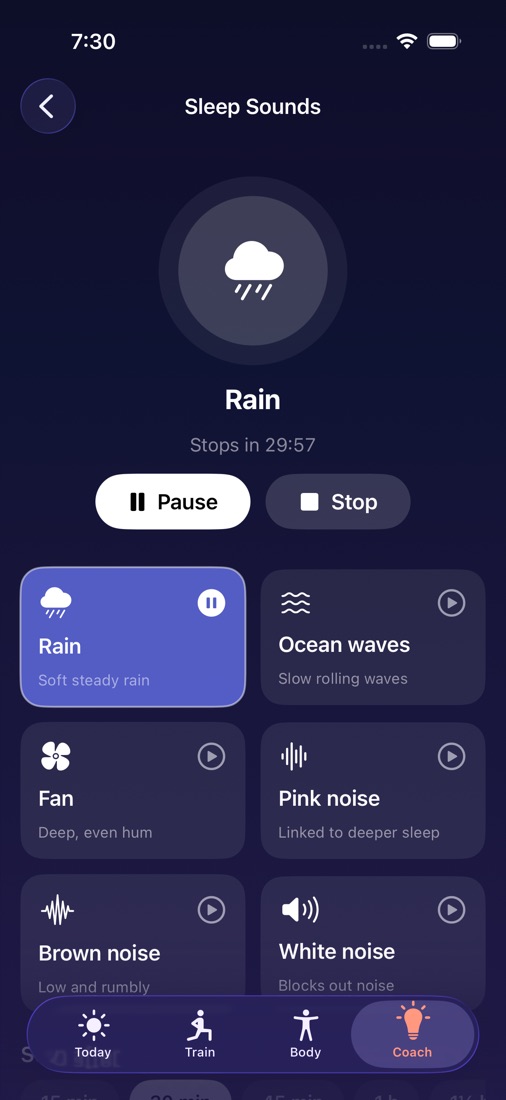 7:30
Sleep Sounds
Rain
Stops in 29:57
Pause
Stop
Rain
Soft steady rain
Ocean waves
Slow rolling waves
Fan
Deep, even hum
Pink noise
Linked to deeper sleep
Brown noise
Low and rumbly
White noise
Blocks out noise
Today
Train
Body
Coach